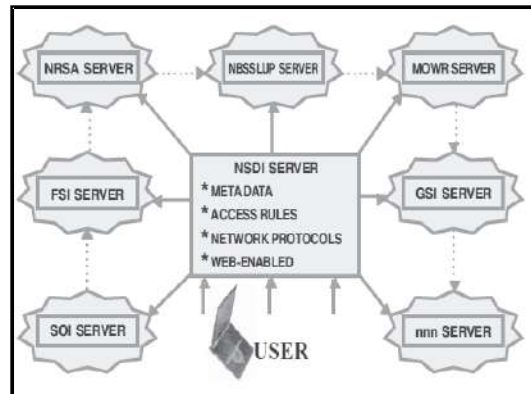 NRSA SERVER
NBSSLUP SERVER
MOWR SERVER
NSDI SERVER
* METADATA
* ACCESS RULES
* NETWORK PROTOCOLS
* WEB-ENABLED
FSI SERVER
GSI SERVER
SOI SERVER
nnn SERVER
USER